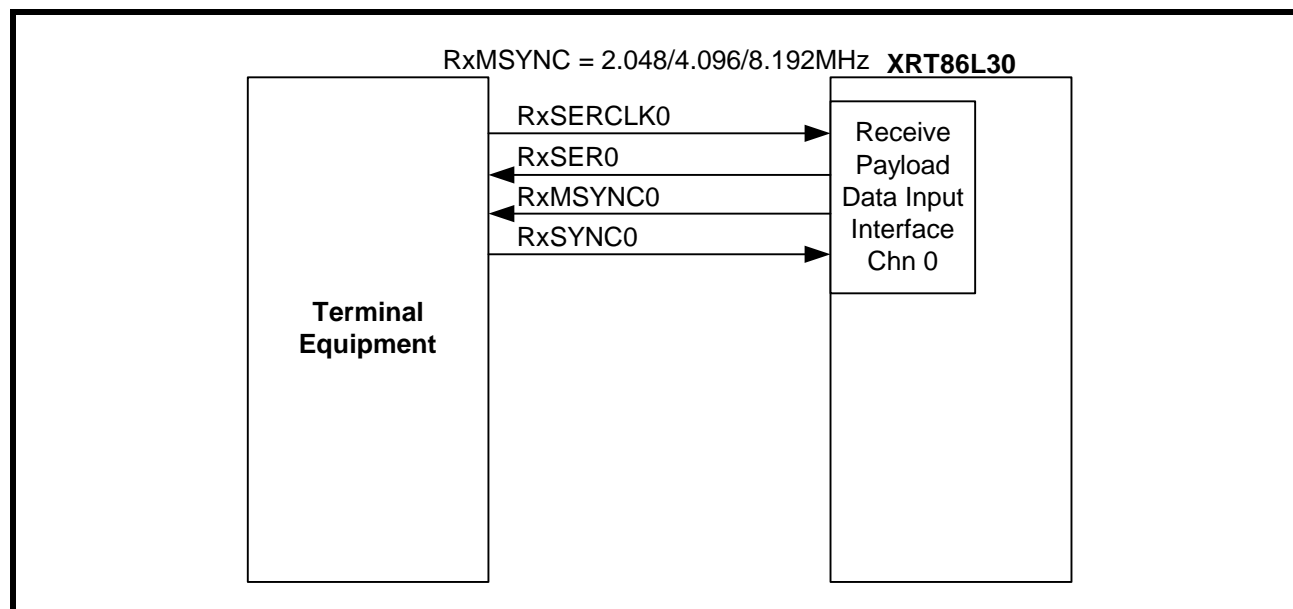 RxMSYNC = 2.048/4.096/8.192MHz XRT86L30
RxSERCLK0
RxSER0
RxMSYNC0
RxSYNC0
Receive
Payload
Data Input
Interface
Chn 0
Terminal
Equipment